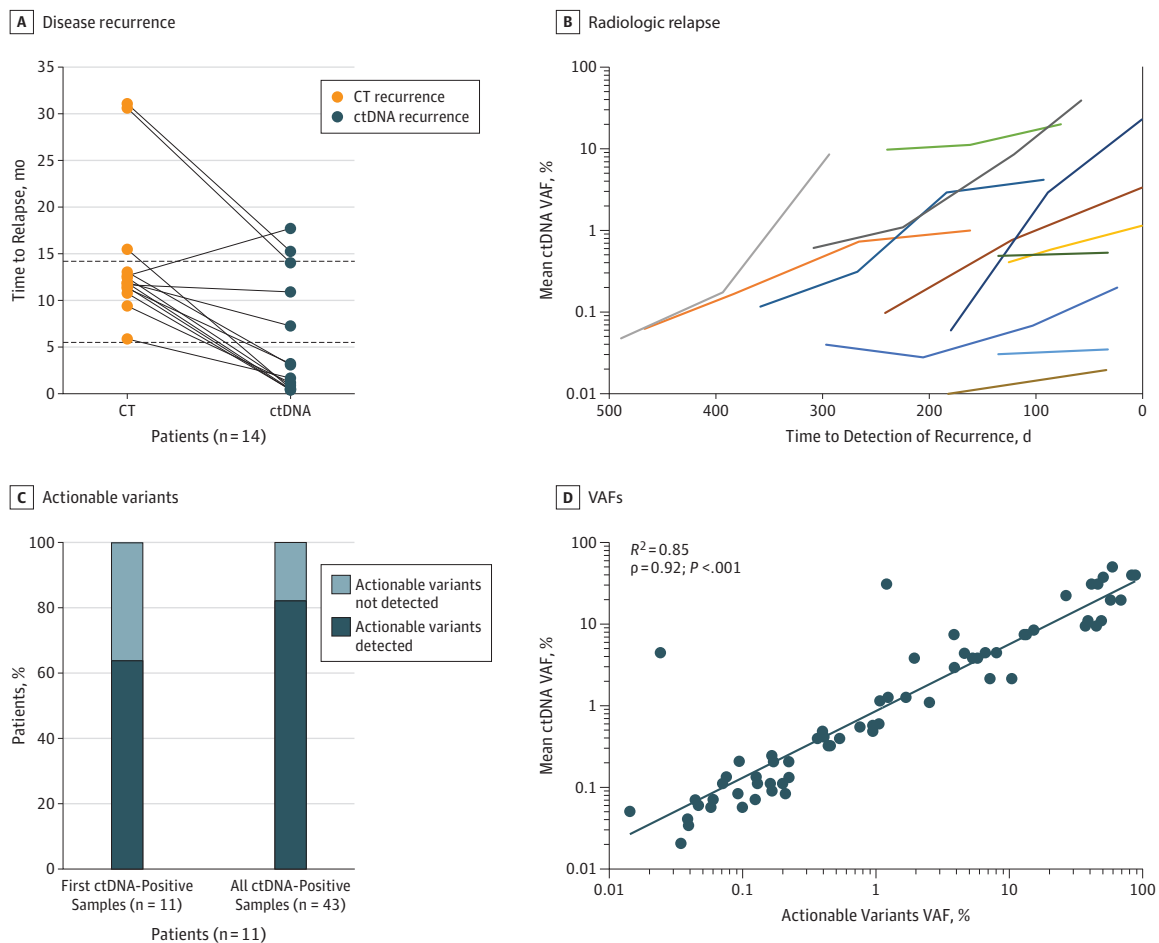 A Disease recurrence
35
30
25
20
15
10
5
0
Time to Relapse, mo
CT recurrence
ctDNA recurrence
CT
ctDNA
Patients (n=14)
B Radiologic relapse
100
10
1
0.1
0.01
Mean ctDNA VAF, %
500
400
300
200
100
0
Time to Detection of Recurrence, d
C Actionable variants
100
80
60
40
20
0
Patients, %
Actionable variants
not detected
Actionable variants
detected
First ctDNA-Positive
Samples (n = 11)
All ctDNA-Positive
Samples (n = 43)
Patients (n=11)
D VAFs
R²=0.85
ρ=0.92; P <.001
100
10
1
0.1
0.01
Mean ctDNA VAF, %
0.01
0.1
1
10
100
Actionable Variants VAF, %